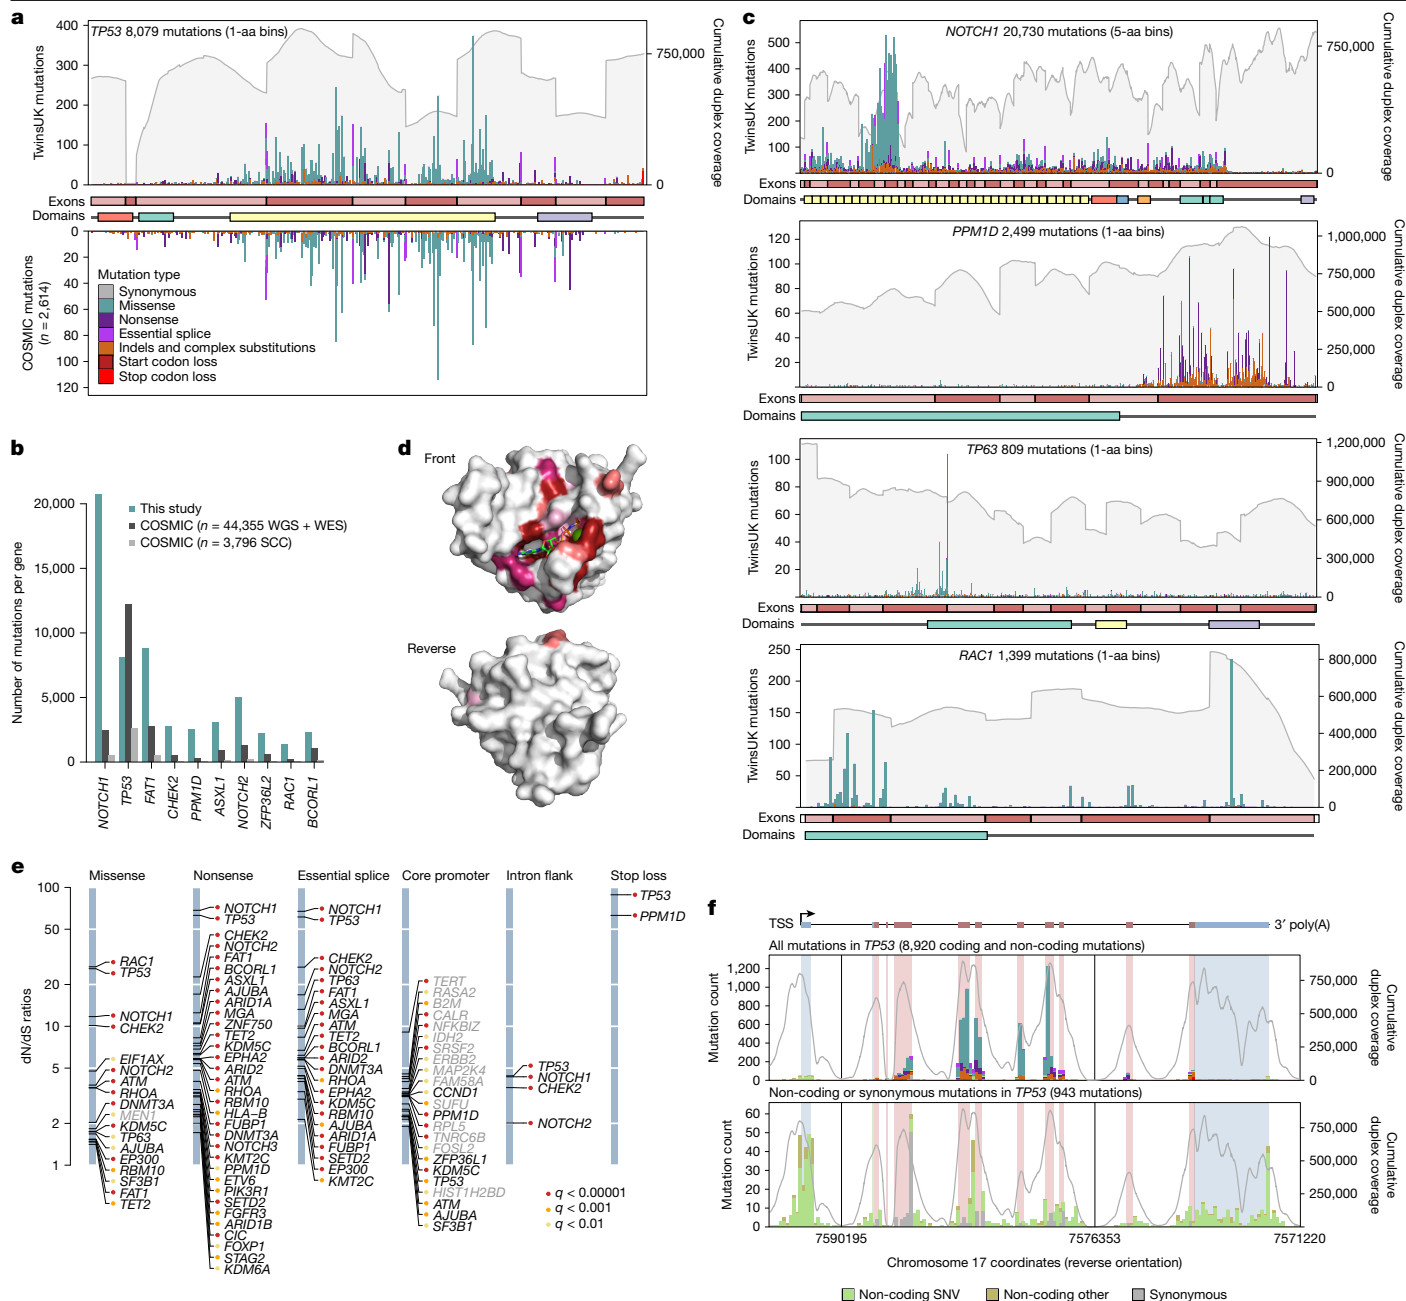 a
TP53 8,079 mutations (1-aa bins)
400
300
200
100
0
TwinsUK mutations
750,000
0
Cumulative duplex coverage
Exons
Domains
0
20
40
60
80
100
120
COSMIC mutations
(n = 2,614)
Mutation type
Synonymous
Missense
Nonsense
Essential splice
Indels and complex substitutions
Start codon loss
Stop codon loss
b
Number of mutations per gene
20,000
15,000
10,000
5,000
0
This study
COSMIC (n = 44,355 WGS + WES)
COSMIC (n = 3,796 SCC)
NOTCH1
TP53
FAT1
CHEK2
PPM1D
ASXL1
NOTCH2
ZFP36L2
RAC1
BCORL1
c
NOTCH1 20,730 mutations (5-aa bins)
500
400
300
200
100
0
TwinsUK mutations
750,000
0
Cumulative duplex coverage
Exons
Domains
PPM1D 2,499 mutations (1-aa bins)
120
100
80
60
40
20
TwinsUK mutations
1,000,000
750,000
500,000
250,000
0
Cumulative duplex coverage
Exons
Domains
TP63 809 mutations (1-aa bins)
100
80
60
40
20
TwinsUK mutations
1,200,000
900,000
600,000
300,000
0
Cumulative duplex coverage
Exons
Domains
RAC1 1,399 mutations (1-aa bins)
250
200
150
100
50
TwinsUK mutations
800,000
600,000
400,000
200,000
0
Cumulative duplex coverage
Exons
Domains
d
Front
Reverse
e
dN/dS ratios
100
50
20
10
5
2
1
Missense
RAC1
TP53
NOTCH1
CHEK2
EIF1AX
NOTCH2
ATM
RHOA
DNMT3A
MEN1
KDM5C
TP63
AJUBA
EP300
RBM10
SF3B1
FAT1
TET2
Nonsense
NOTCH1
TP53
CHEK2
NOTCH2
FAT1
BCORL1
ASXL1
AJUBA
ARID1A
MGA
ZNF750
TET2
KDM5C
EPHA2
ARID2
ATM
RHOA
RBM10
HLA–B
FUBP1
DNMT3A
NOTCH3
KMT2C
PPM1D
ETV6
PIK3R1
SETD2
FGFR3
ARID1B
CIC
FOXP1
STAG2
KDM6A
Essential splice
NOTCH1
TP53
CHEK2
NOTCH2
TP63
FAT1
ASXL1
MGA
ATM
TET2
BCORL1
ARID2
DNMT3A
RHOA
EPHA2
KDM5C
RBM10
AJUBA
ARID1A
FUBP1
SETD2
EP300
KMT2C
Core promoter
TERT
RASA2
B2M
CALR
NFKBIZ
IDH2
SRSF2
ERBB2
MAP2K4
FAM58A
CCND1
SUFU
PPM1D
RPL5
TNRC6B
FOSL2
ZFP36L1
KDM5C
TP53
HIST1H2BD
ATM
AJUBA
SF3B1
Intron flank
TP53
NOTCH1
CHEK2
NOTCH2
Stop loss
TP53
PPM1D
q < 0.00001
q < 0.001
q < 0.01
f
TSS
3′ poly(A)
All mutations in TP53 (8,920 coding and non-coding mutations)
1,200
1,000
800
600
400
200
0
Mutation count
750,000
500,000
250,000
0
Cumulative
duplex coverage
Non-coding or synonymous mutations in TP53 (943 mutations)
60
50
40
30
20
10
0
Mutation count
750,000
500,000
250,000
0
Cumulative
duplex coverage
7590195
7576353
7571220
Chromosome 17 coordinates (reverse orientation)
Non-coding SNV
Non-coding other
Synonymous